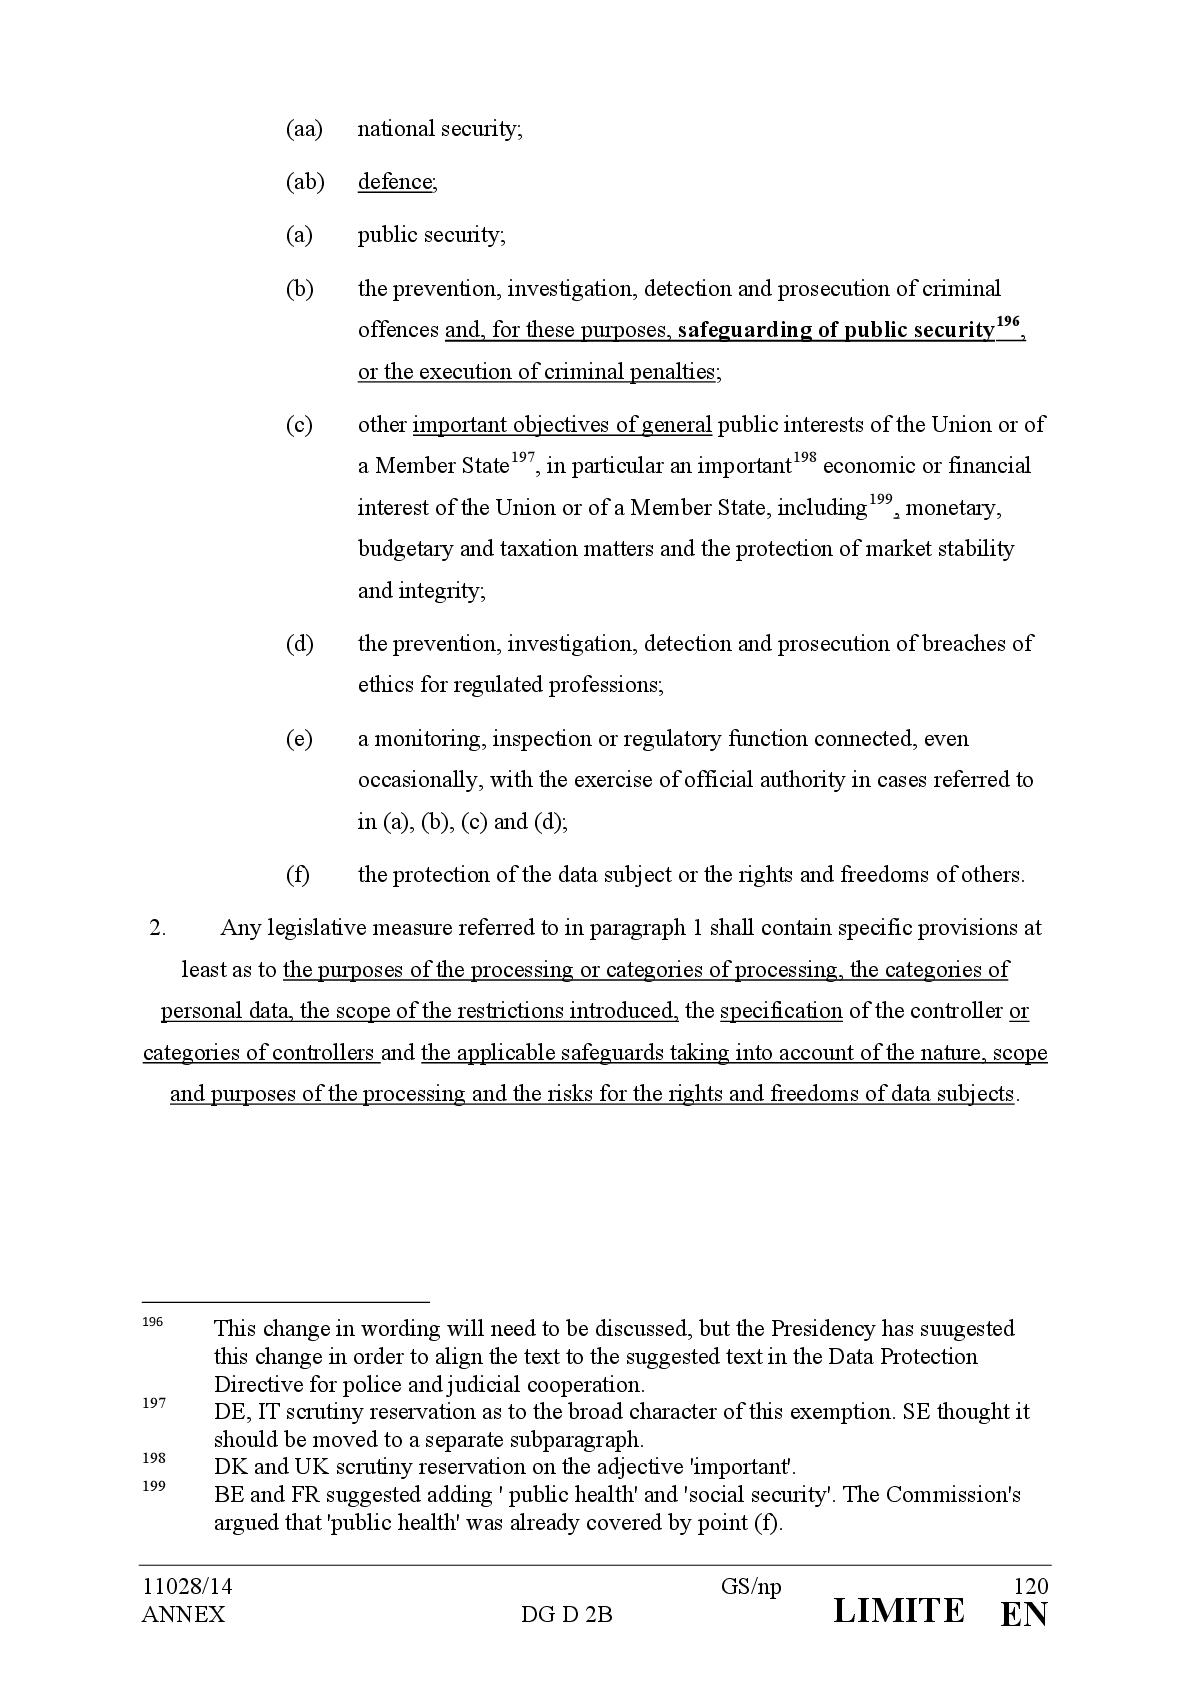 (aa) national security;
(ab) defence;
(a) public security;
(b) the prevention, investigation, detection and prosecution of criminal
offences and, for these purposes, safeguarding of public security196,
or the execution of criminal penalties;
(c) other important objectives of general public interests of the Union or of
a Member State197, in particular an important198 economic or financial
interest of the Union or of a Member State, including199, monetary,
budgetary and taxation matters and the protection of market stability
and integrity;
(d) the prevention, investigation, detection and prosecution of breaches of
ethics for regulated professions;
(e) a monitoring, inspection or regulatory function connected, even
occasionally, with the exercise of official authority in cases referred to
in (a), (b), (c) and (d);
(f) the protection of the data subject or the rights and freedoms of others.
2. Any legislative measure referred to in paragraph 1 shall contain specific provisions at
least as to the purposes of the processing or categories of processing, the categories of
personal data, the scope of the restrictions introduced, the specification of the controller or
categories of controllers and the applicable safeguards taking into account of the nature, scope
and purposes of the processing and the risks for the rights and freedoms of data subjects.
196 This change in wording will need to be discussed, but the Presidency has suugested
this change in order to align the text to the suggested text in the Data Protection
Directive for police and judicial cooperation.
197 DE, IT scrutiny reservation as to the broad character of this exemption. SE thought it
should be moved to a separate subparagraph.
198 DK and UK scrutiny reservation on the adjective 'important'.
199 BE and FR suggested adding ' public health' and 'social security'. The Commission's
argued that 'public health' was already covered by point (f).
11028/14 GS/np 120
ANNEX DG D 2B LIMITE EN